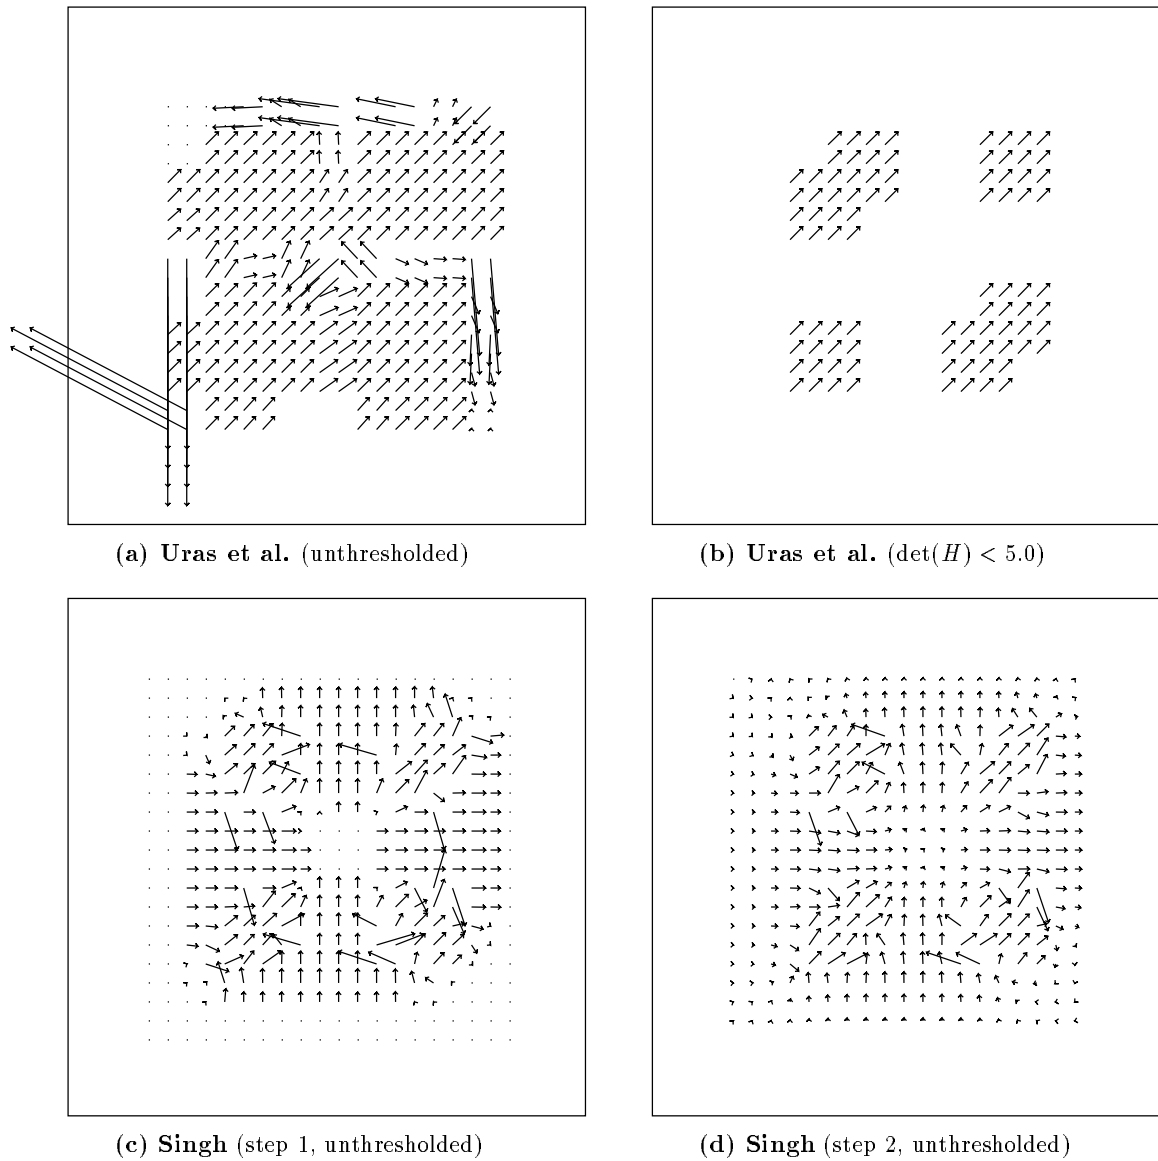 (a) Uras et al. (unthresholded)
(b) Uras et al. (det(H) < 5.0)
(c) Singh (step 1, unthresholded)
(d) Singh (step 2, unthresholded)